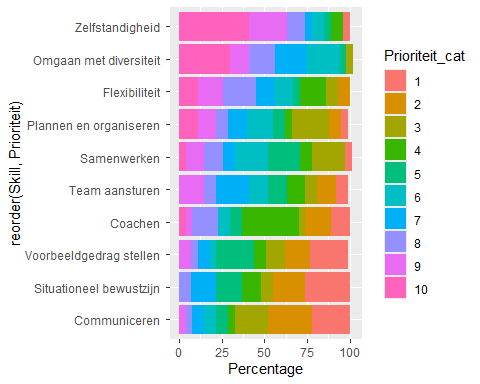 Zelfstandigheid
Omgaan met diversiteit
Flexibiliteit
Plannen en organiseren
Samenwerken
Team aansturen
Coachen
Voorbeeldgedrag stellen
Situationeel bewustzijn
Communiceren
reorder(Skill, Prioriteit)
0
25
50
75
100
Percentage
Prioriteit_cat
1
2
3
4
5
6
7
8
9
10